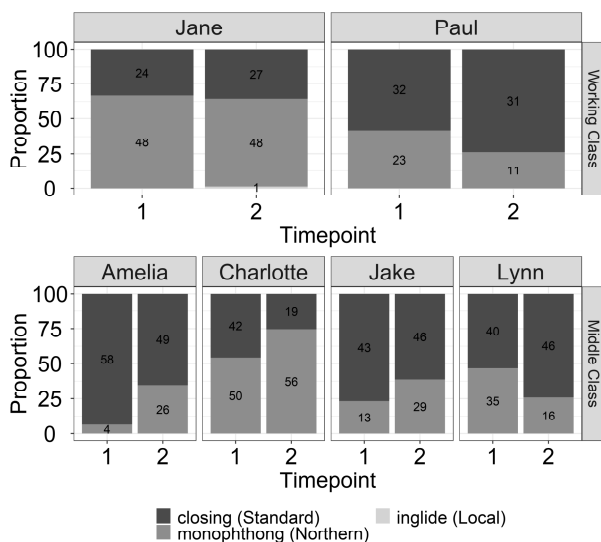 Jane Paul
100
75
50
25
0
Proportion
24 27 32 31
48 48 23 11
1
Working Class
1 2 1 2
Timepoint
Amelia Charlotte Jake Lynn
100
75
50
25
0
Proportion
58 49 42 19 43 46 40 46
4 26 50 56 13 29 35 16
Middle Class
1 2 1 2 1 2 1 2
Timepoint
closing (Standard) inglide (Local)
monophthong (Northern)